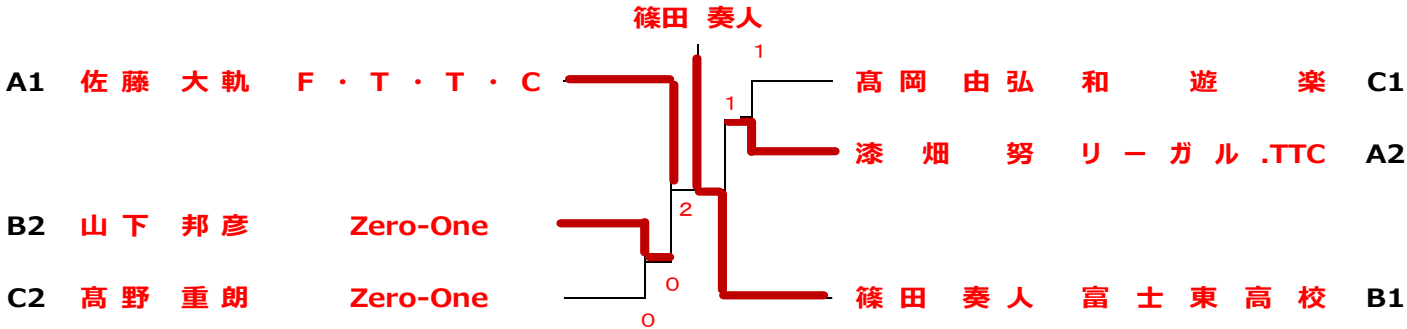 篠田 奏人
1
A1 佐藤 大軌 F・T・T・C
髙岡 由弘 和遊楽 C1
1
漆畑 努 リーガル.TTC A2
2
B2 山下 邦彦 Zero-One
0
C2 髙野 重朗 Zero-One
篠田 奏人 富士東高校 B1
0